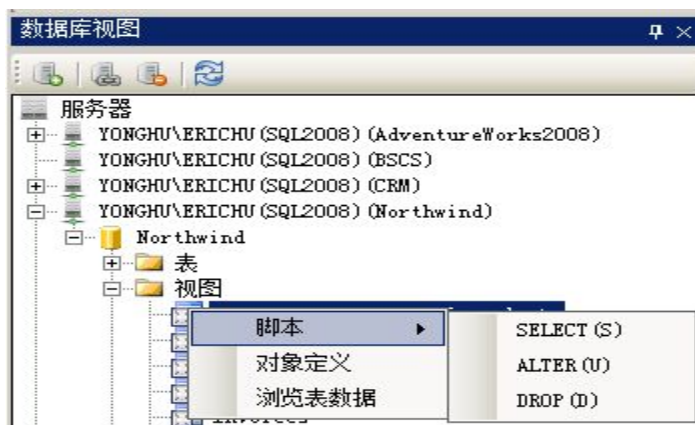 数据库视图
服务器
YONGHU\ERICHU(SQL2008)(AdventureWorks2008)
YONGHU\ERICHU(SQL2008)(BSCS)
YONGHU\ERICHU(SQL2008)(CRM)
YONGHU\ERICHU(SQL2008)(Northwind)
Northwind
表
视图
脚本
SELECT(S)
对象定义
ALTER(U)
浏览表数据
DROP(D)